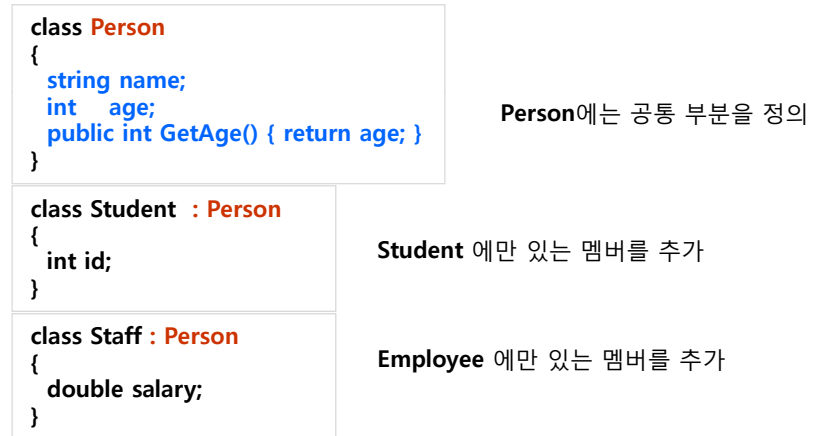 class Person
{
string name;
int age;
public int GetAge() { return age; }
}
Person에는 공통 부분을 정의
class Student : Person
{
int id;
}
Student 에만 있는 멤버를 추가
class Staff : Person
{
double salary;
}
Employee 에만 있는 멤버를 추가